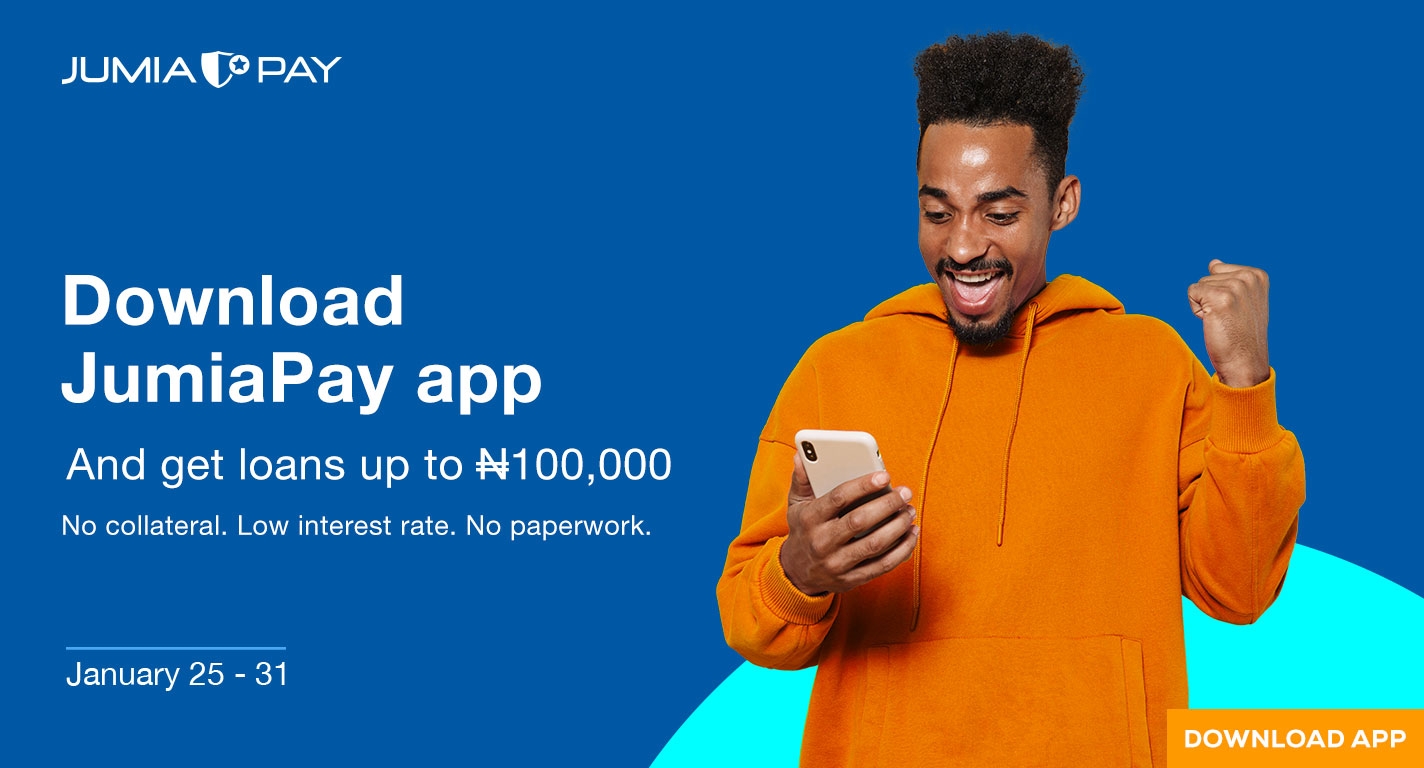 JUMIA PAY
Download
JumiaPay app
And get loans up to ₦100,000
No collateral. Low interest rate. No paperwork.
January 25 - 31
DOWNLOAD APP